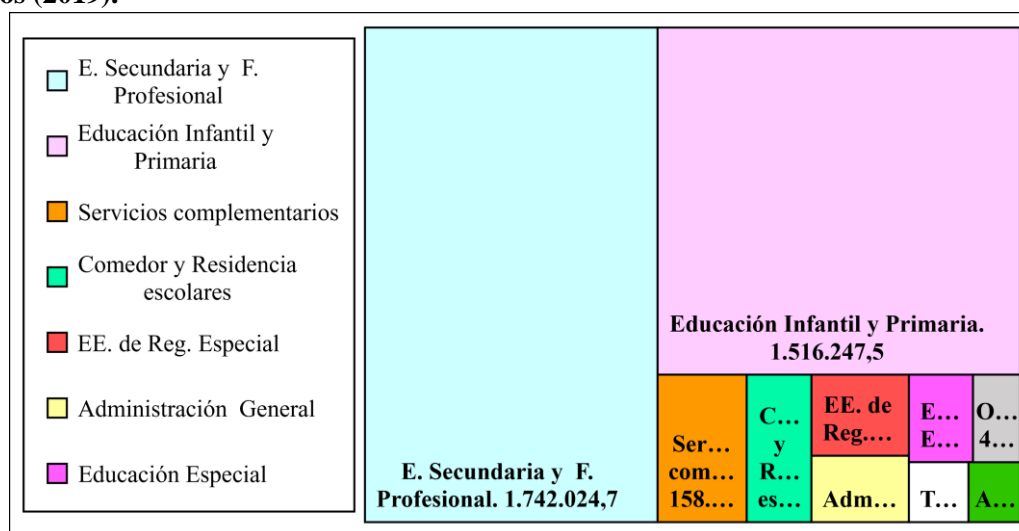 os (2019).
E. Secundaria y F.
Profesional
Educación Infantil y
Primaria
Servicios complementarios
Comedor y Residencia
escolares
EE. de Reg. Especial
Administración General
Educación Especial
E. Secundaria y F.
Profesional. 1.742.024,7
Educación Infantil y Primaria.
1.516.247,5
Ser…
com…
158.…
C…
y
R…
es…
EE. de
Reg.…
Adm…
E…
E…
O…
4…
T…
A…